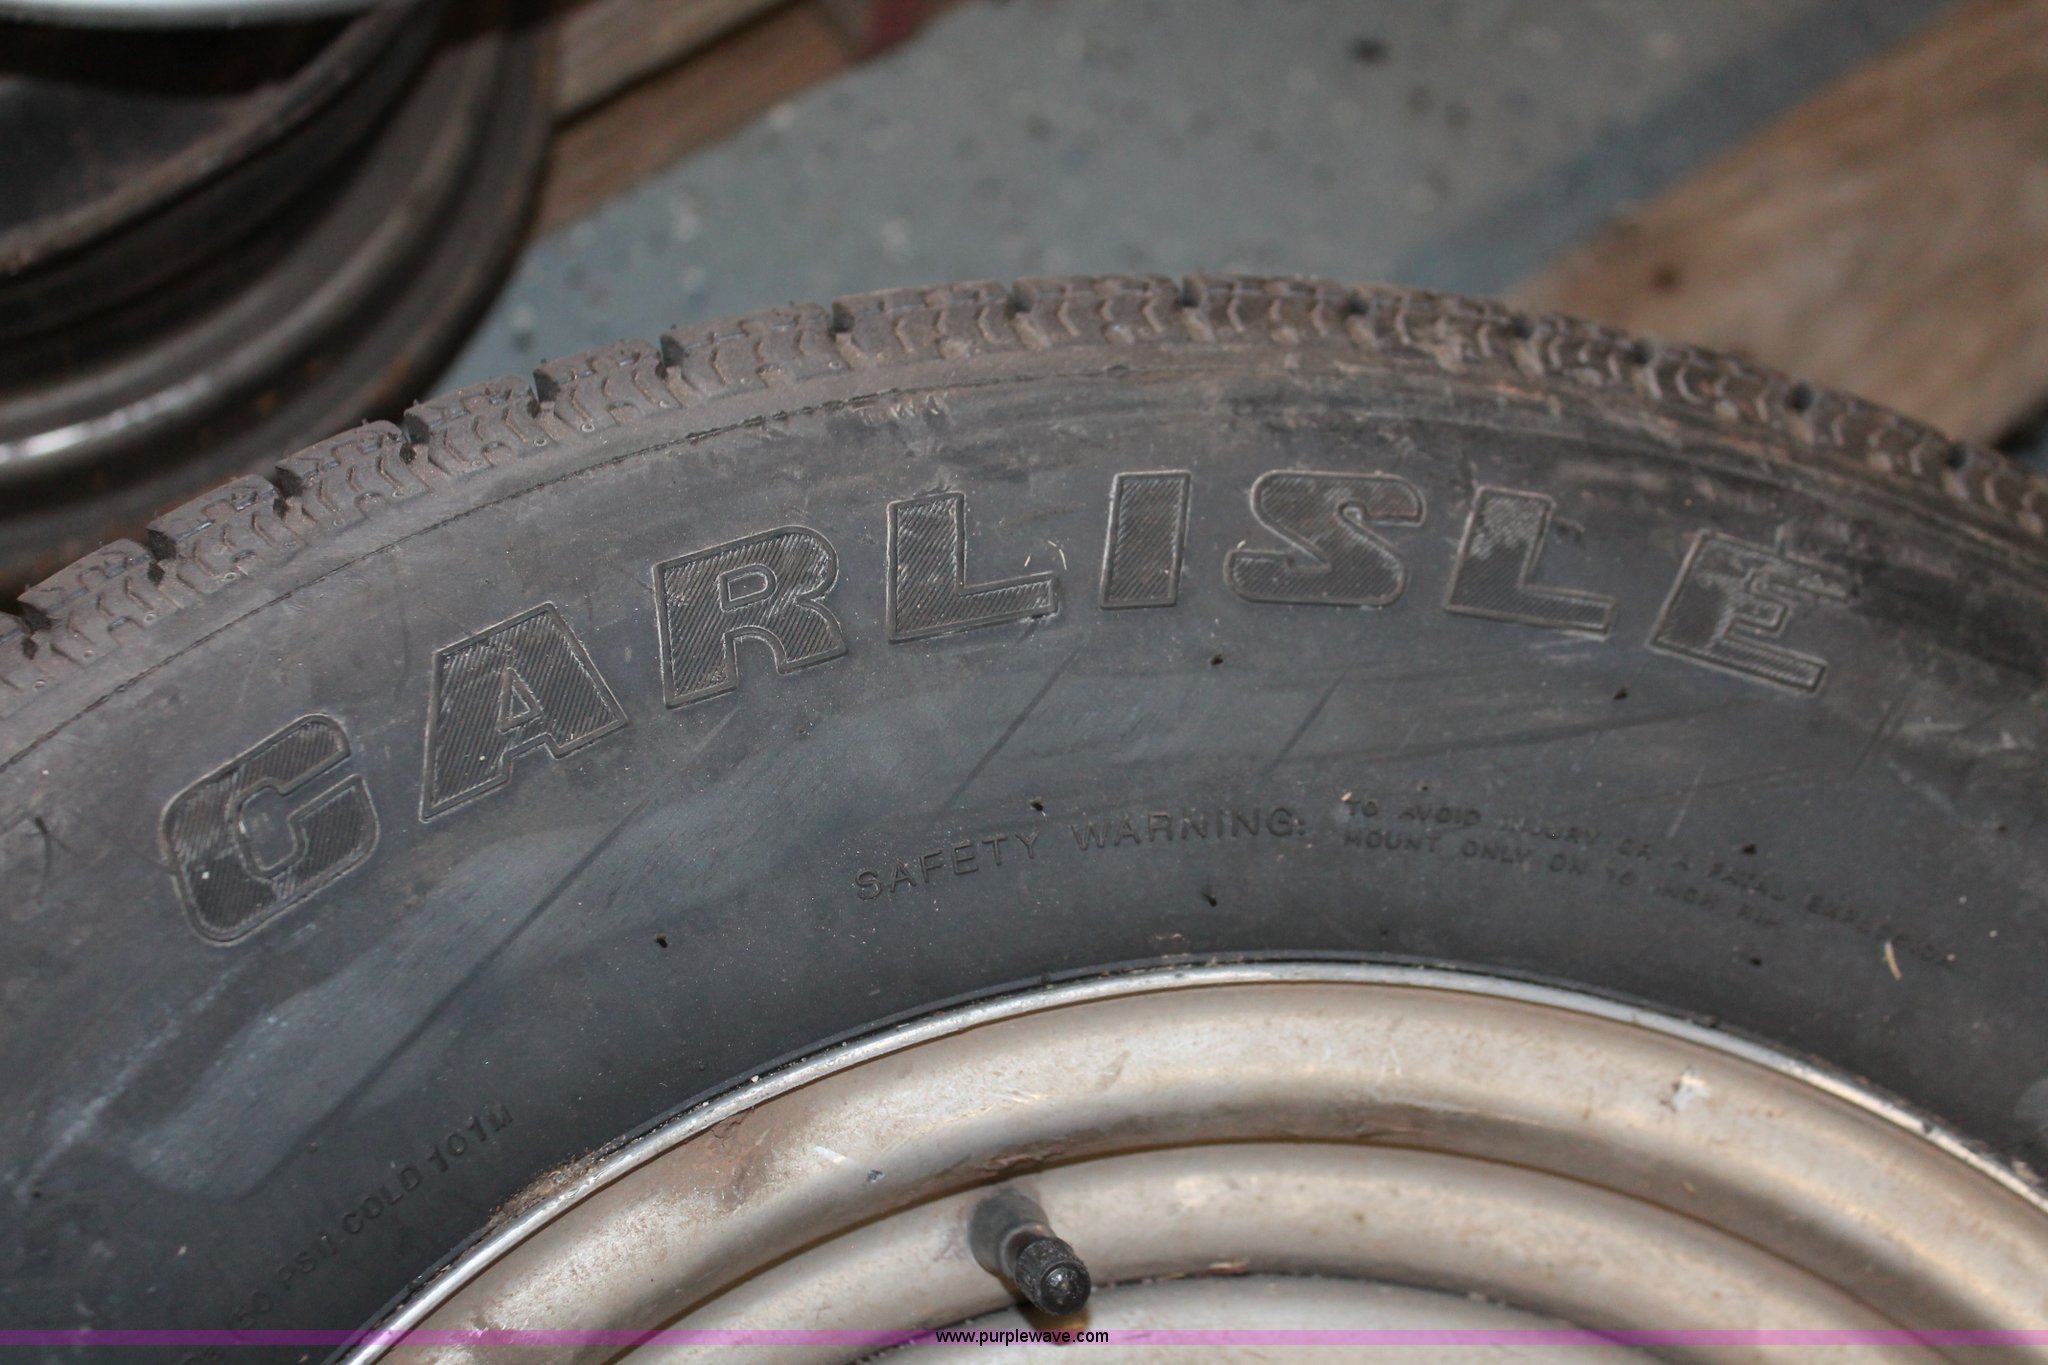 CARLISLE
SAFETY WARNING: TO AVOID INJURY OR A FATAL EXPLOSION
MOUNT ONLY ON 16 INCH RIM
50 PSI COLD 101M
www.purplewave.com